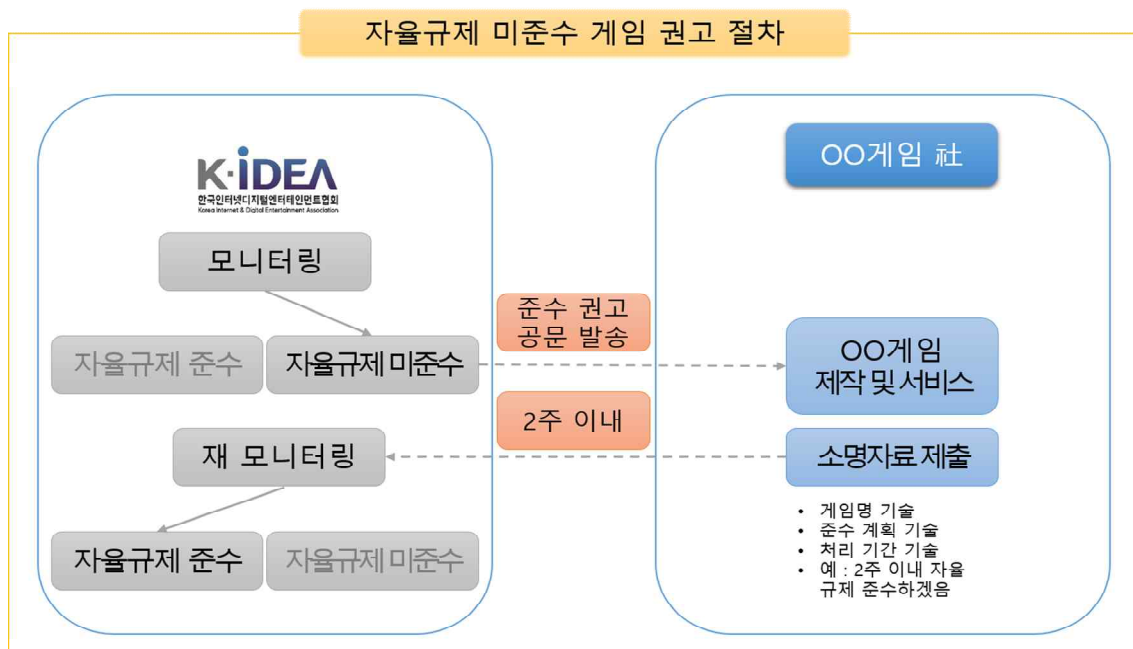 자율규제 미준수 게임 권고 절차
K·iDEA
한국인터넷디지털엔터테인먼트협회
Korea Internet & Digital Entertainment Association
모니터링
자율규제 준수
자율규제 미준수
재 모니터링
자율규제 준수
자율규제 미준수
준수 권고
공문 발송
2주 이내
OO게임 社
OO게임
제작 및 서비스
소명자료 제출
• 게임명 기술
• 준수 계획 기술
• 처리 기간 기술
• 예 : 2주 이내 자율
규제 준수하겠음